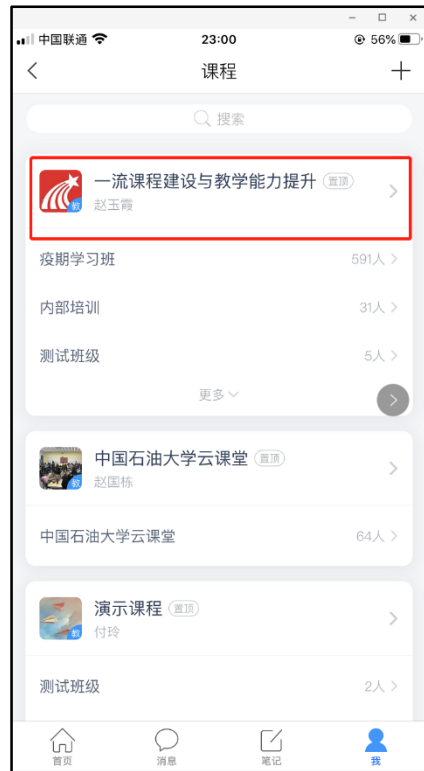 中国联通 23:00 56%
课程
搜索
一流课程建设与教学能力提升 置顶
教 赵玉霞
疫期学习班 591人
内部培训 31人
测试班级 5人
更多
中国石油大学云课堂 置顶
教 赵国栋
中国石油大学云课堂 64人
演示课程 置顶
教 付玲
测试班级 2人
首页 消息 笔记 我